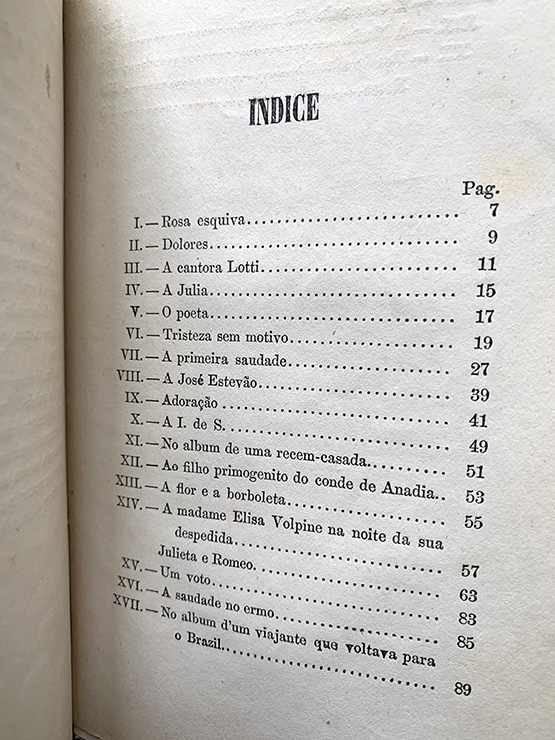 INDICE
Pag.
I. — Rosa esquiva.............................. 7
II. — Dolores.................................... 9
III. — A cantora Lotti............................ 11
IV. — A Julia.................................... 15
V. — O poeta.................................... 17
VI. — Tristeza sem motivo........................ 19
VII. — A primeira saudade........................ 27
VIII. — A José Estevão............................ 39
IX. — Adoração .................................. 41
X. — A I. de S. ................................. 49
XI. — No album de uma recem-casada............ 51
XII. — Ao filho primogenito do conde de Anadia.. 53
XIII. — A flor e a borboleta...................... 55
XIV. — A madame Elisa Volpine na noite da sua
despedida.............................. 57
Julieta e Romeo............................ 63
XV. — Um voto.................................... 83
XVI. — A saudade no ermo........................ 85
XVII. — No album d'um viajante que voltava para
o Brazil................................ 89